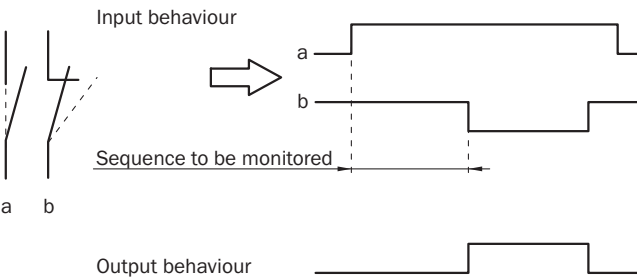 Input behaviour
a
b
Sequence to be monitored
a b
Output behaviour